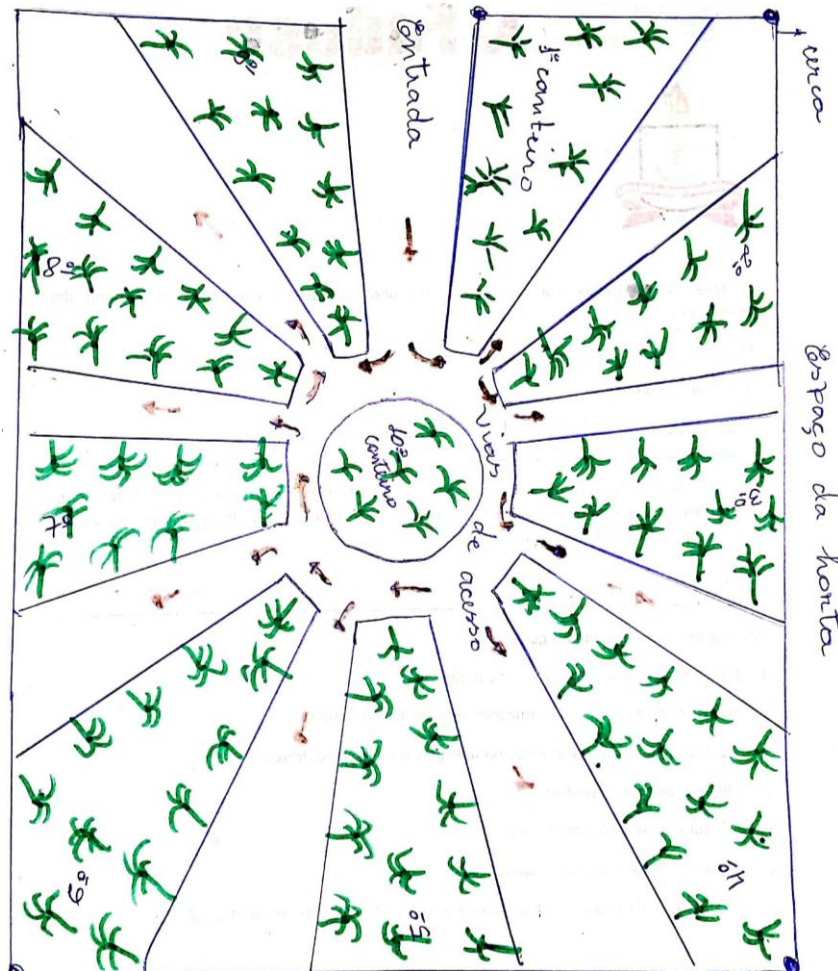 cerca
Espaço da horta
Entrada
1º canteiro
2º
3º
4º
5º
6º
7º
8º
9º
10º
canteiro
vias de acesso